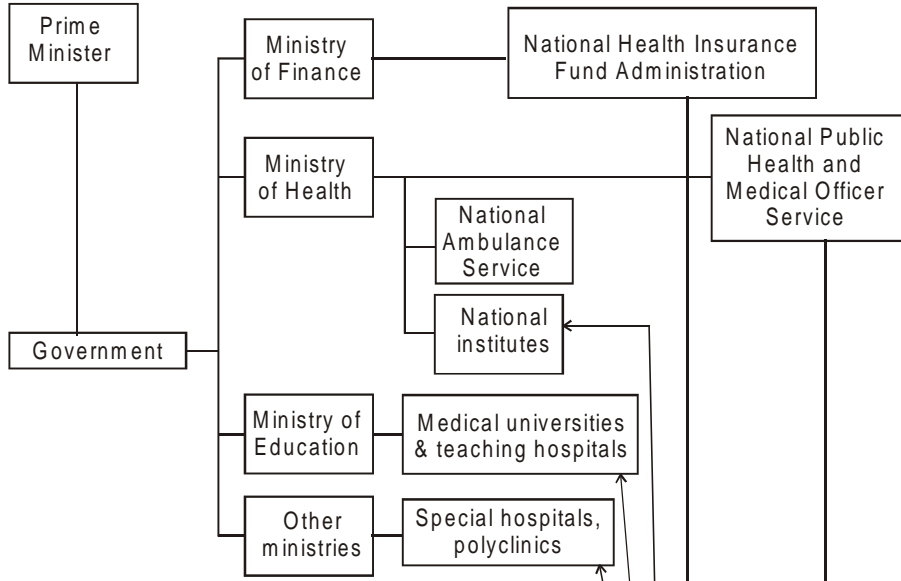 Prime
Minister
Ministry
of Finance
National Health Insurance
Fund Administration
Ministry
of Health
National Public
Health and
Medical Officer
Service
National
Ambulance
Service
National
institutes
Government
Ministry of
Education
Medical universities
& teaching hospitals
Other
ministries
Special hospitals,
polyclinics